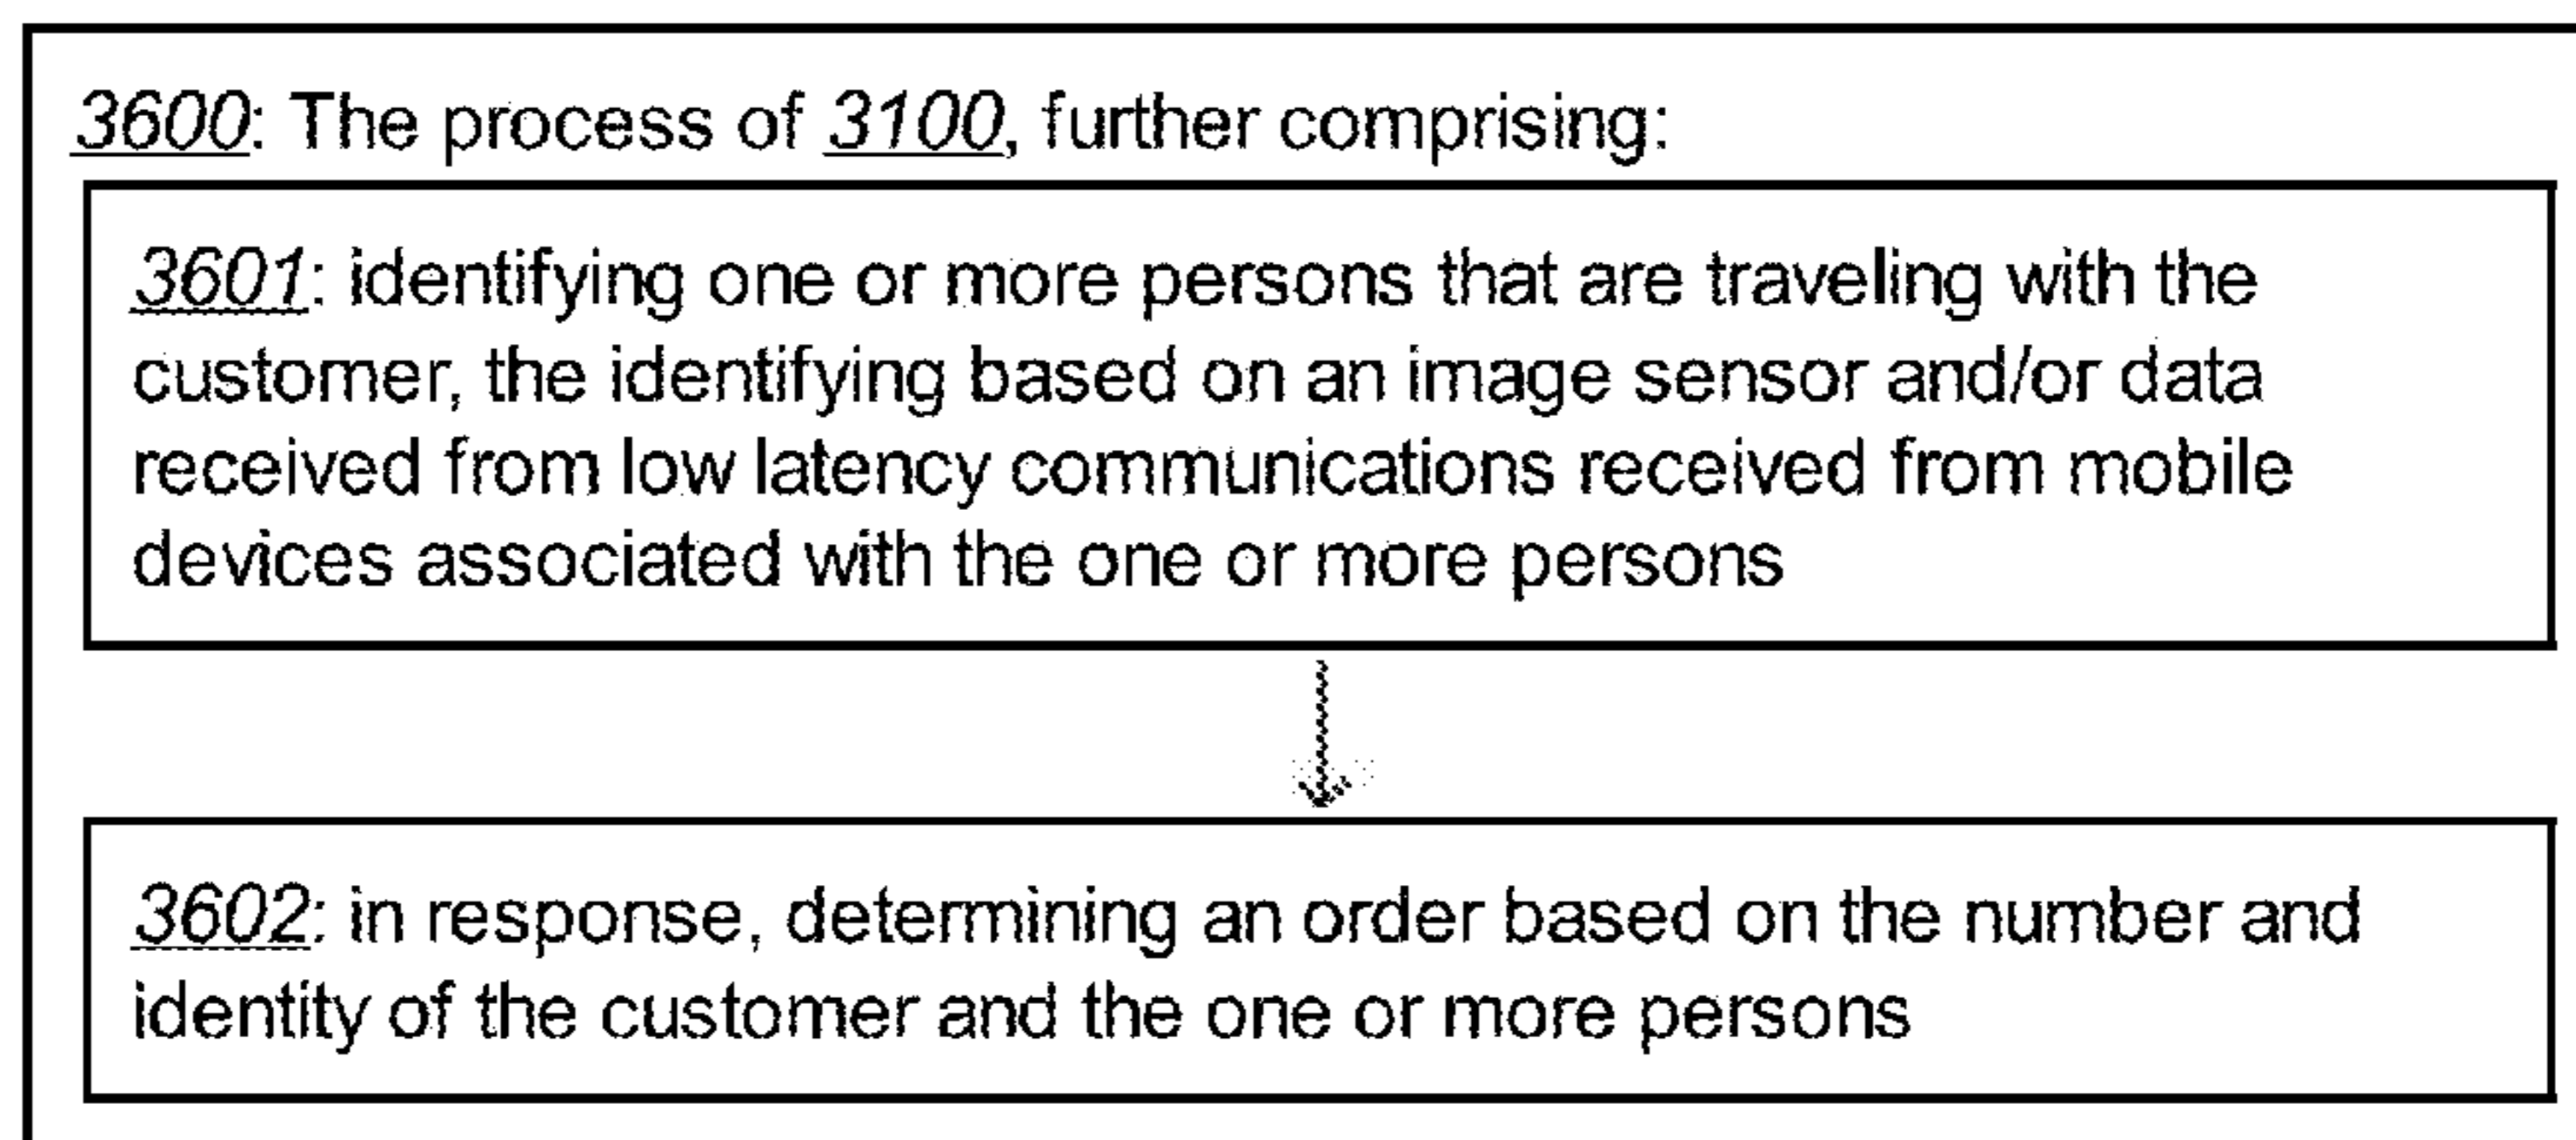 3600: The process of 3100, further comprising:
3601: identifying one or more persons that are traveling with the
customer, the identifying based on an image sensor and/or data
received from low latency communications received from mobile
devices associated with the one or more persons
3602: in response, determining an order based on the number and
identity of the customer and the one or more persons